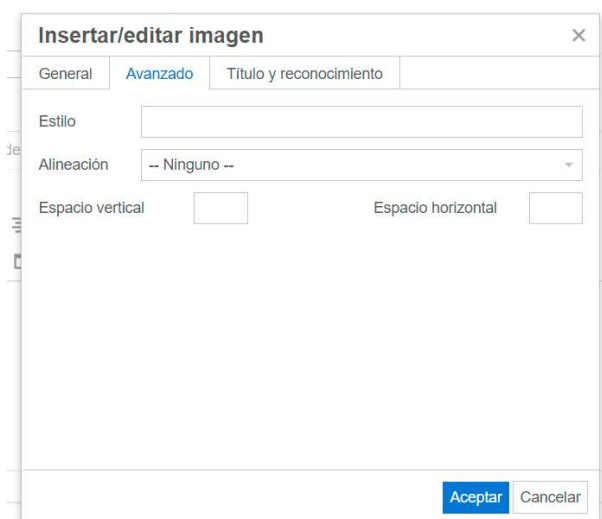 Insertar/editar imagen
General Avanzado Título y reconocimiento
Estilo
Alineación -- Ninguno --
Espacio vertical Espacio horizontal
Aceptar Cancelar